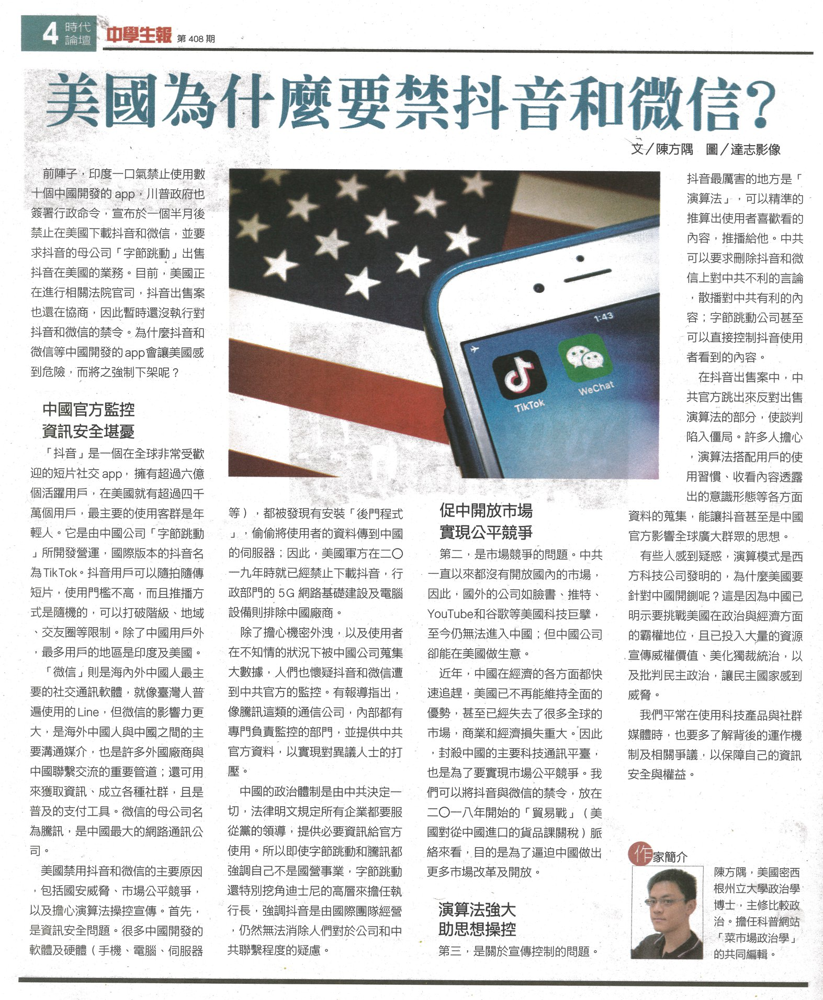 4
時代
論壇
中學生報 第 408 期
美國為什麼要禁抖音和微信?
文／陳方隅　圖／達志影像
前陣子，印度一口氣禁止使用數
十個中國開發的 app，川普政府也
簽署行政命令，宣布於一個半月後
禁止在美國下載抖音和微信，並要
求抖音的母公司「字節跳動」出售
抖音在美國的業務。目前，美國正
在進行相關法院官司，抖音出售案
也還在協商，因此暫時還沒執行對
抖音和微信的禁令。為什麼抖音和
微信等中國開發的app會讓美國感
到危險，而將之強制下架呢？
中國官方監控
資訊安全堪憂
「抖音」是一個在全球非常受歡
迎的短片社交 app，擁有超過六億
個活躍用戶，在美國就有超過四千
萬個用戶，最主要的使用客群是年
輕人。它是由中國公司「字節跳動
」所開發營運，國際版本的抖音名
為TikTok。抖音用戶可以隨拍隨傳
短片，使用門檻不高，而且推播方
式是隨機的，可以打破階級、地域
、交友圈等限制。除了中國用戶外
，最多用戶的地區是印度及美國。
「微信」則是海內外中國人最主
要的社交通訊軟體，就像臺灣人普
遍使用的Line，但微信的影響力更
大，是海外中國人與中國之間的主
要溝通媒介，也是許多外國廠商與
中國聯繫交流的重要管道；還可用
來獲取資訊、成立各種社群，且是
普及的支付工具。微信的母公司名
為騰訊，是中國最大的網路通訊公
司。
美國禁用抖音和微信的主要原因
，包括國安威脅、市場公平競爭，
以及擔心演算法操控宣傳。首先，
是資訊安全問題。很多中國開發的
軟體及硬體（手機、電腦、伺服器
1:43
TikTok
WeChat
等），都被發現有安裝「後門程式
」，偷偷將使用者的資料傳到中國
的伺服器；因此，美國軍方在二〇
一九年時就已經禁止下載抖音，行
政部門的 5G 網路基礎建設及電腦
設備則排除中國廠商。
除了擔心機密外洩，以及使用者
在不知情的狀況下被中國公司蒐集
大數據，人們也懷疑抖音和微信遭
到中共官方的監控。有報導指出，
像騰訊這類的通信公司，內部都有
專門負責監控的部門，並提供中共
官方資料，以實現對異議人士的打
壓。
中國的政治體制是由中共決定一
切，法律明文規定所有企業都要服
從黨的領導，提供必要資訊給官方
使用。所以即使字節跳動和騰訊都
強調自己不是國營事業，字節跳動
還特別挖角迪士尼的高層來擔任執
行長，強調抖音是由國際團隊經營
，仍然無法消除人們對於公司和中
共聯繫程度的疑慮。
促中開放市場
實現公平競爭
第二，是市場競爭的問題。中共
一直以來都沒有開放國內的市場，
因此，國外的公司如臉書、推特、
YouTube和谷歌等美國科技巨擘，
至今仍無法進入中國；但中國公司
卻能在美國做生意。
近年，中國在經濟的各方面都快
速追趕，美國已不再能維持全面的
優勢，甚至已經失去了很多全球的
市場，商業和經濟損失重大。因此
，封殺中國的主要科技通訊平臺，
也是為了要實現市場公平競爭。我
們可以將抖音與微信的禁令，放在
二〇一八年開始的「貿易戰」（美
國對從中國進口的貨品課關稅）脈
絡來看，目的是為了逼迫中國做出
更多市場改革及開放。
演算法強大
助思想操控
第三，是關於宣傳控制的問題。
抖音最厲害的地方是「
演算法」，可以精準的
推算出使用者喜歡看的
內容，推播給他。中共
可以要求刪除抖音和微
信上對中共不利的言論
，散播對中共有利的內
容；字節跳動公司甚至
可以直接控制抖音使用
者看到的內容。
在抖音出售案中，中
共官方跳出來反對出售
演算法的部分，使談判
陷入僵局。許多人擔心
，演算法搭配用戶的使
用習慣、收看內容透露
出的意識形態等各方面
資料的蒐集，能讓抖音甚至是中國
官方影響全球廣大群眾的思想。
有些人感到疑惑，演算模式是西
方科技公司發明的，為什麼美國要
針對中國開鍘呢？這是因為中國已
明示要挑戰美國在政治與經濟方面
的霸權地位，且已投入大量的資源
宣傳威權價值、美化獨裁統治，以
及批判民主政治，讓民主國家感到
威脅。
我們平常在使用科技產品與社群
媒體時，也要多了解背後的運作機
制及相關爭議，以保障自己的資訊
安全與權益。
作家簡介
陳方隅，美國密西
根州立大學政治學
博士，主修比較政
治。擔任科普網站
「菜市場政治學」
的共同編輯。